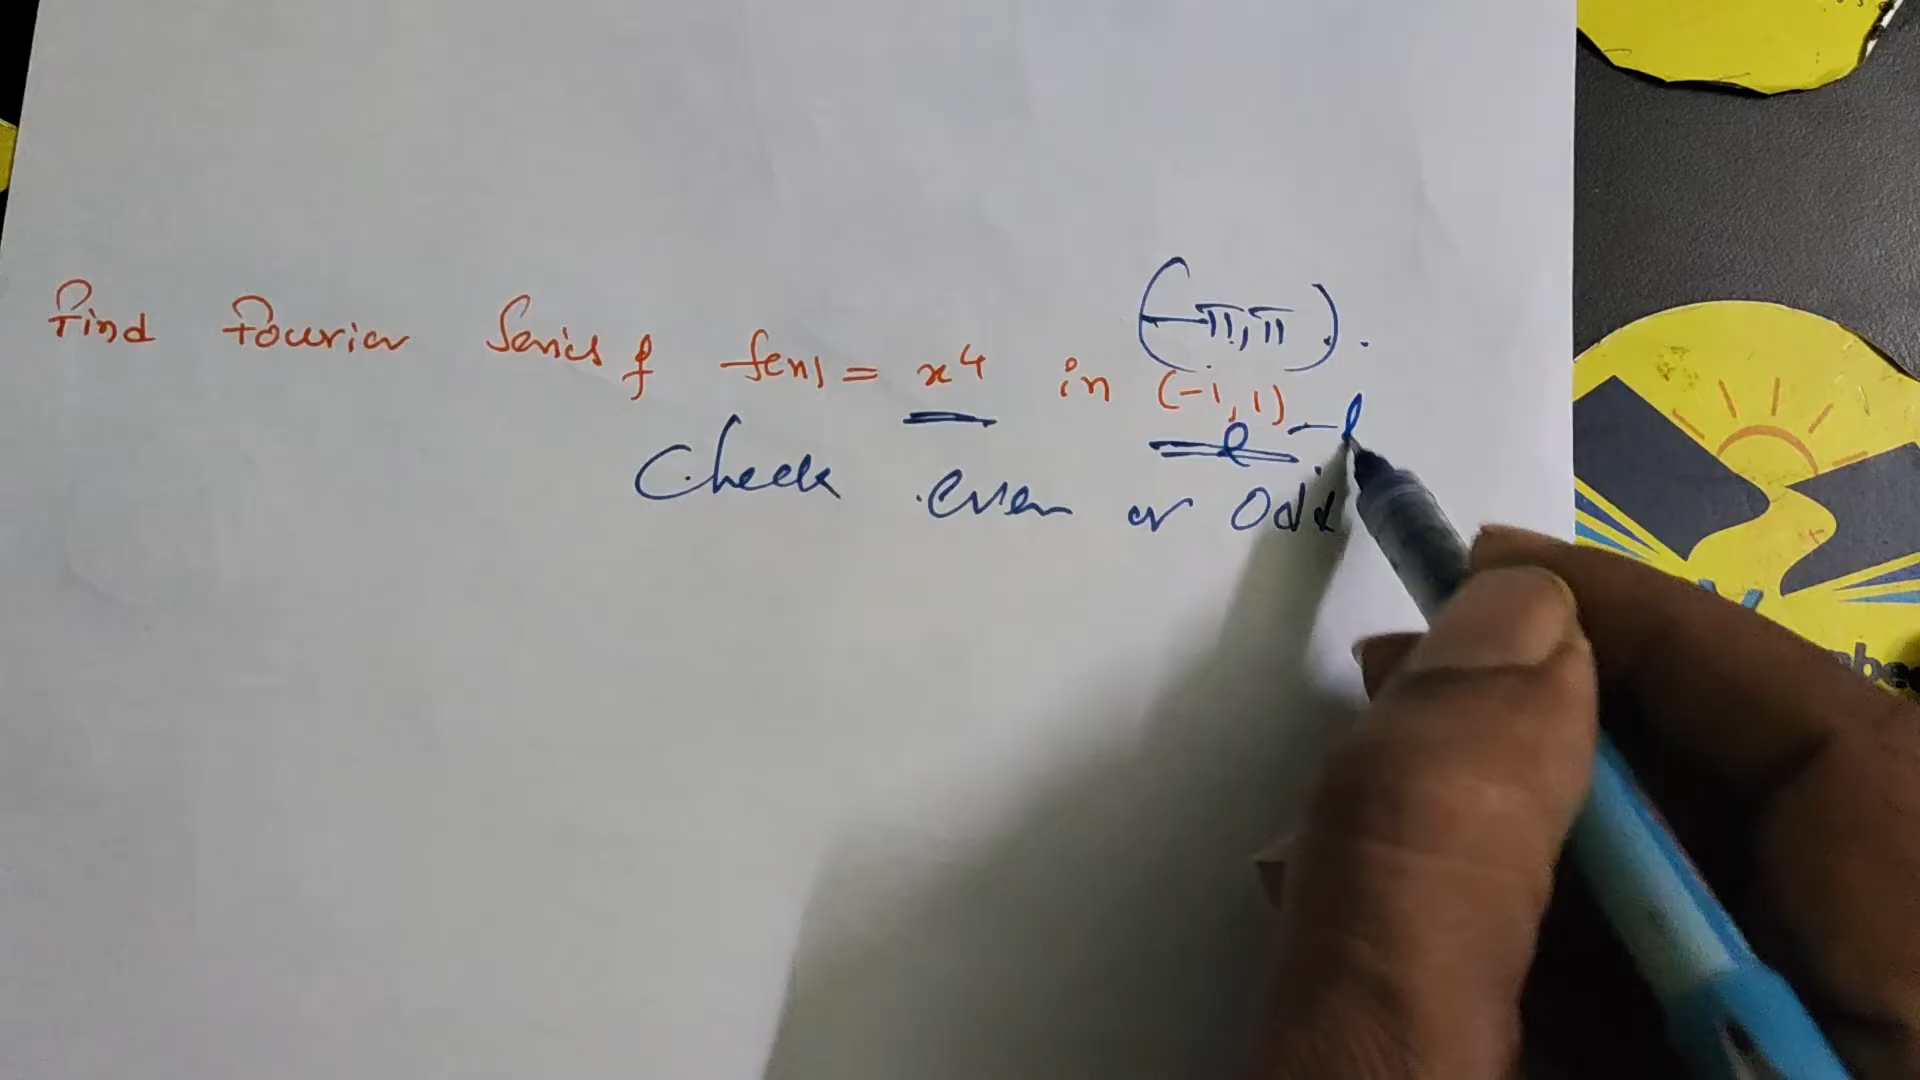 (-π, π).
Find Fourier Series of f(x) = x⁴ in (-1, 1)
l -l
Check even or odd